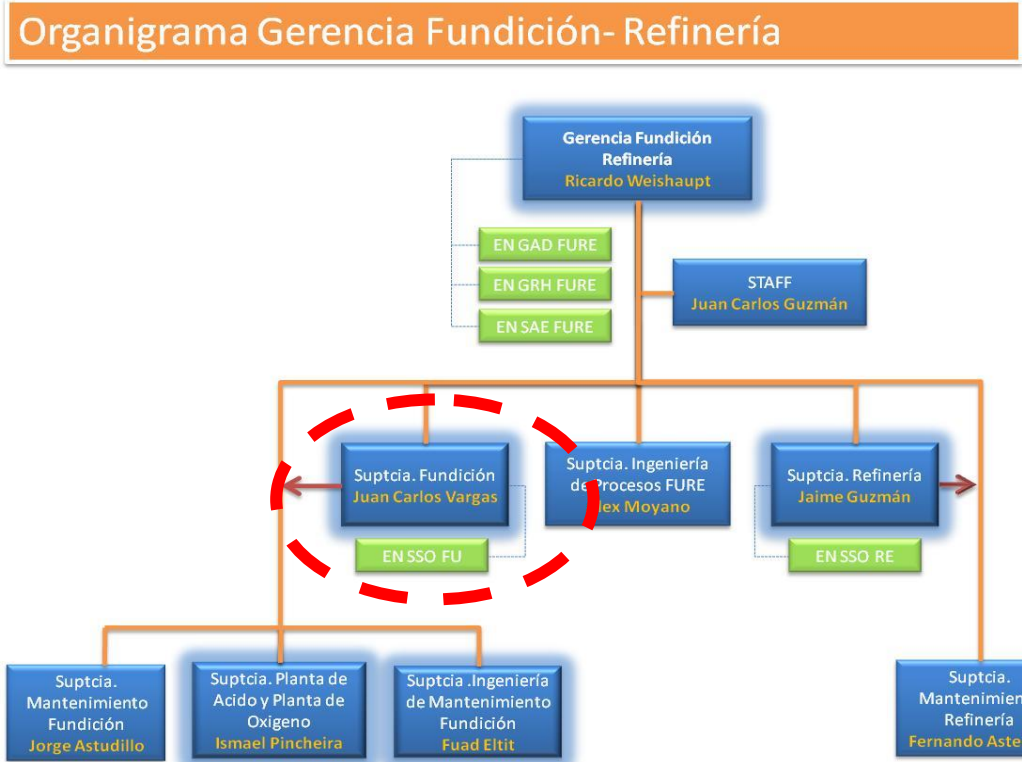 Organigrama Gerencia Fundición- Refinería
Gerencia Fundición
Refinería
Ricardo Weishaupt
EN GAD FURE
EN GRH FURE
EN SAE FURE
STAFF
Juan Carlos Guzmán
Suptcia. Fundición
Juan Carlos Vargas
EN SSO FU
Suptcia. Ingeniería
de Procesos FURE
Moyano
Suptcia. Refinería
Jaime Guzmán
EN SSO RE
Suptcia.
Mantenimiento
Fundición
Jorge Astudillo
Suptcia. Planta de
Acido y Planta de
Oxigeno
Ismael Pincheira
Suptcia .Ingeniería
de Mantenimiento
Fundición
Fuad Eltit
Suptcia.
Refinería
Fernando